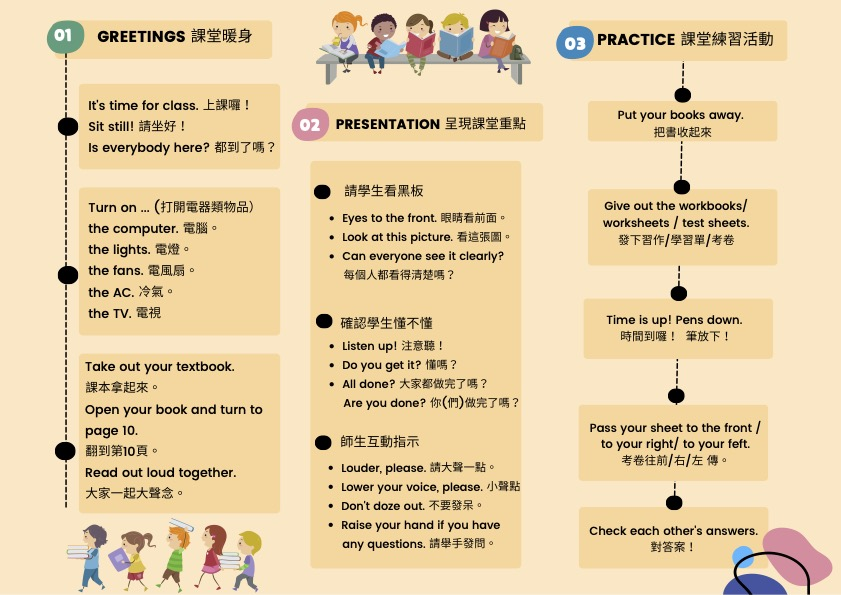 01
GREETINGS 課堂暖身
It's time for class. 上課囉！
Sit still! 請坐好！
Is everybody here? 都到了嗎？
Turn on ... (打開電器類物品)
the computer. 電腦。
the lights. 電燈。
the fans. 電風扇。
the AC. 冷氣。
the TV. 電視
Take out your textbook.
課本拿起來。
Open your book and turn to
page 10.
翻到第10頁。
Read out loud together.
大家一起大聲念。
02
PRESENTATION 呈現課堂重點
請學生看黑板
• Eyes to the front. 眼睛看前面。
• Look at this picture. 看這張圖。
• Can everyone see it clearly?
每個人都看得清楚嗎？
確認學生懂不懂
• Listen up! 注意聽！
• Do you get it? 懂嗎？
• All done? 大家都做完了嗎？
Are you done? 你(們)做完了嗎？
師生互動指示
• Louder, please. 請大聲一點。
• Lower your voice, please. 小聲點
• Don't doze out. 不要發呆。
• Raise your hand if you have
any questions. 請舉手發問。
03
PRACTICE 課堂練習活動
Put your books away.
把書收起來
Give out the workbooks/
worksheets / test sheets.
發下習作/學習單/考卷
Time is up! Pens down.
時間到囉！ 筆放下！
Pass your sheet to the front /
to your right/ to your feft.
考卷往前/右/左 傳。
Check each other's answers.
對答案！